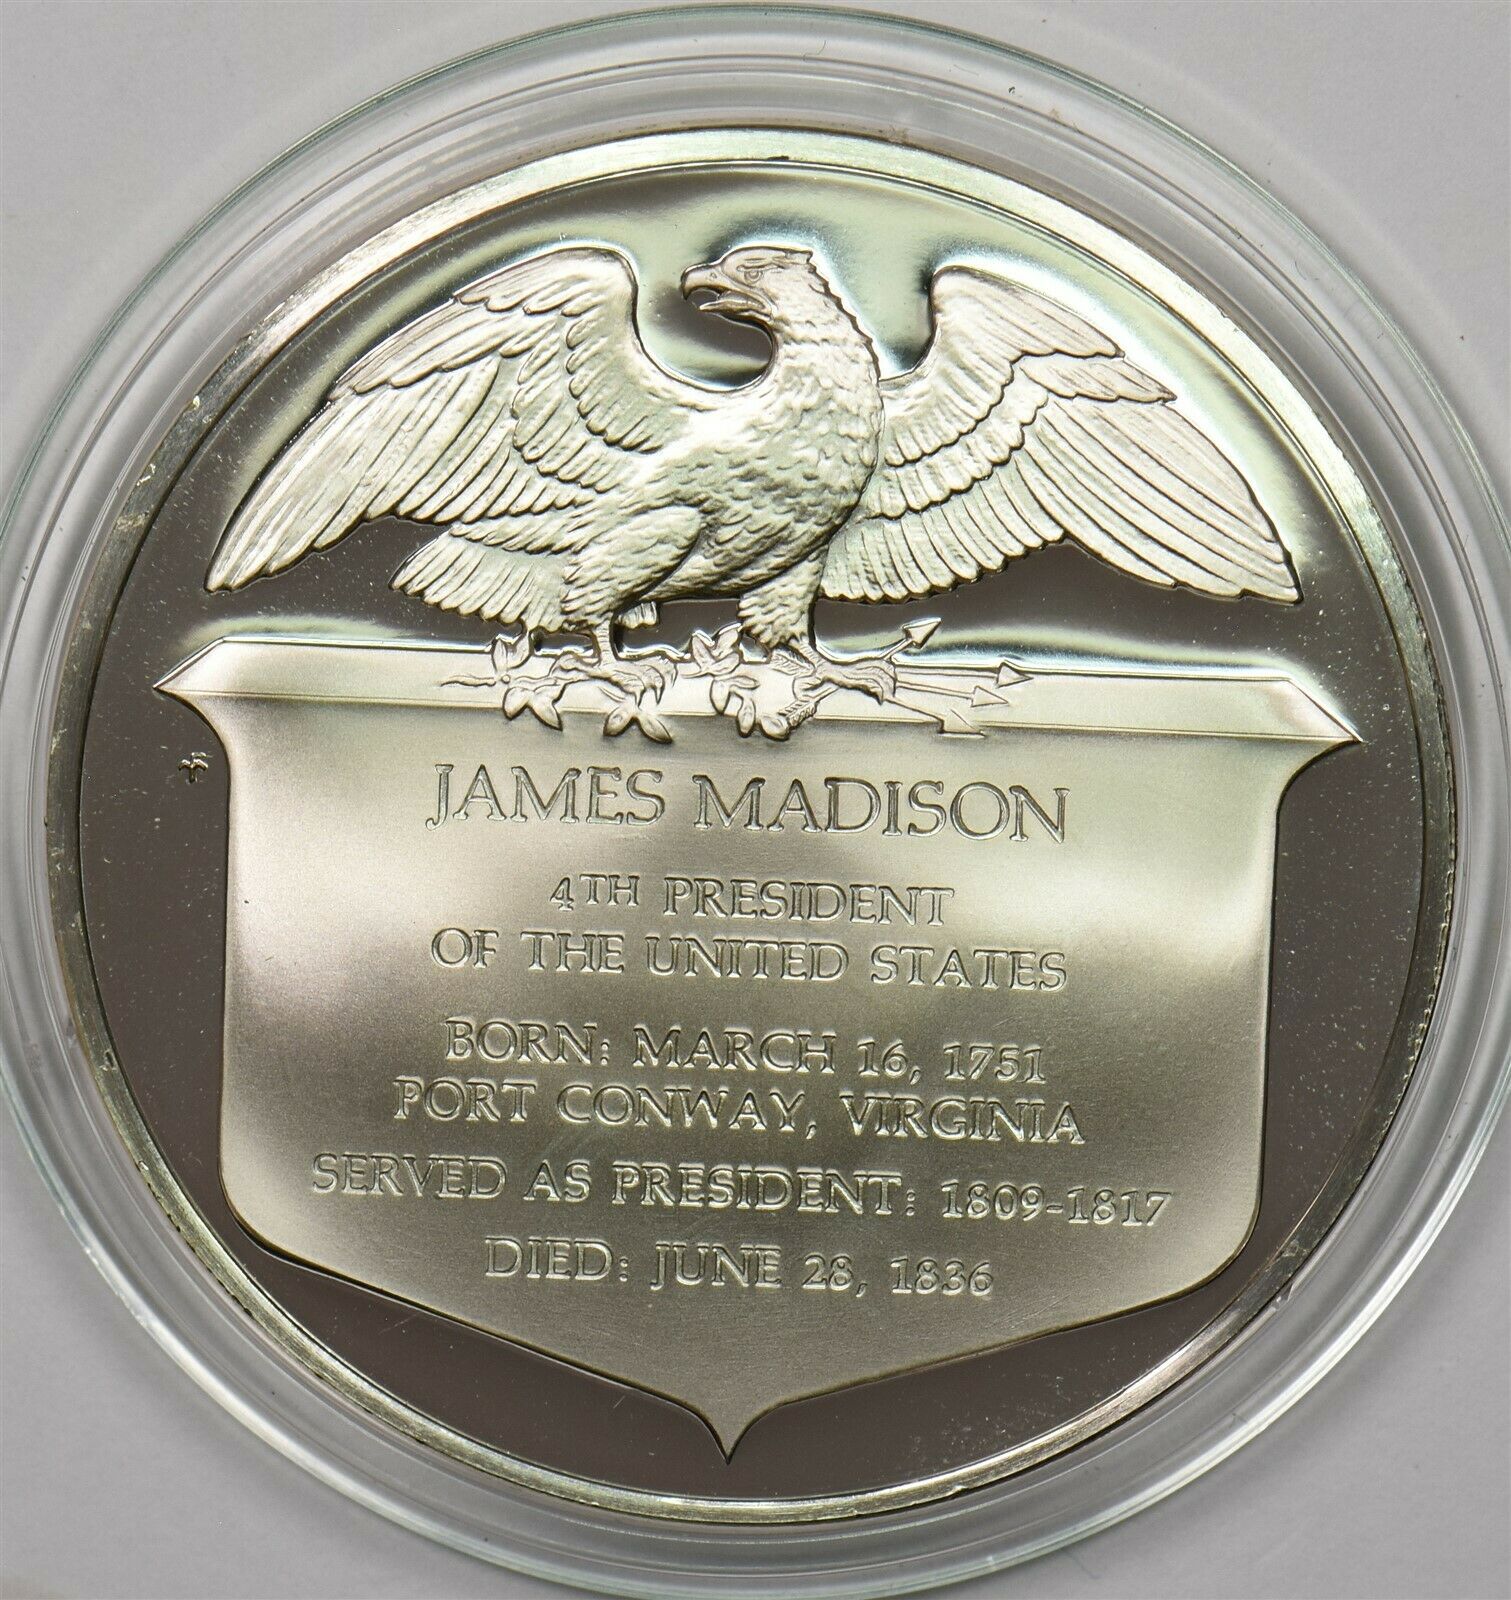 JAMES MADISON
4TH PRESIDENT
OF THE UNITED STATES
BORN: MARCH 16, 1751
PORT CONWAY, VIRGINIA
SERVED AS PRESIDENT: 1809-1817
DIED: JUNE 28, 1836